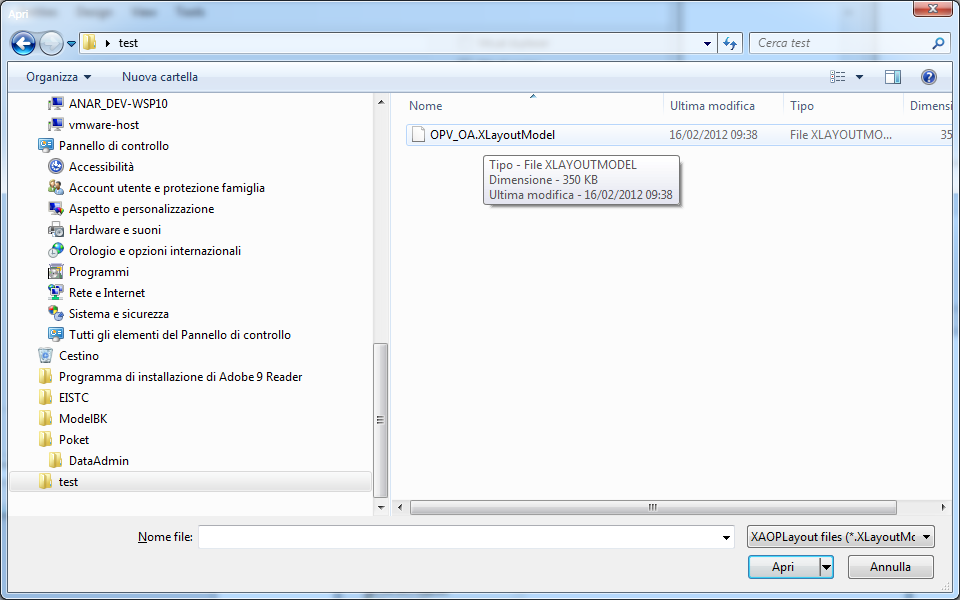 Apri
Design View Tools
test
Cerca test
Organizza
Nuova cartella
ANAR_DEV-WSP10
vmware-host
Pannello di controllo
Accessibilità
Account utente e protezione famiglia
Aspetto e personalizzazione
Hardware e suoni
Orologio e opzioni internazionali
Programmi
Rete e Internet
Sistema e sicurezza
Tutti gli elementi del Pannello di controllo
Cestino
Programma di installazione di Adobe 9 Reader
EISTC
ModelBK
Poket
DataAdmin
test
Nome Ultima modifica Tipo Dimensi
OPV_OA.XLayoutModel 16/02/2012 09:38 File XLAYOUTMO... 35
Tipo - File XLAYOUTMODEL
Dimensione - 350 KB
Ultima modifica - 16/02/2012 09:38
Nome file:
XAOPLayout files (*.XLayoutMc
Apri
Annulla